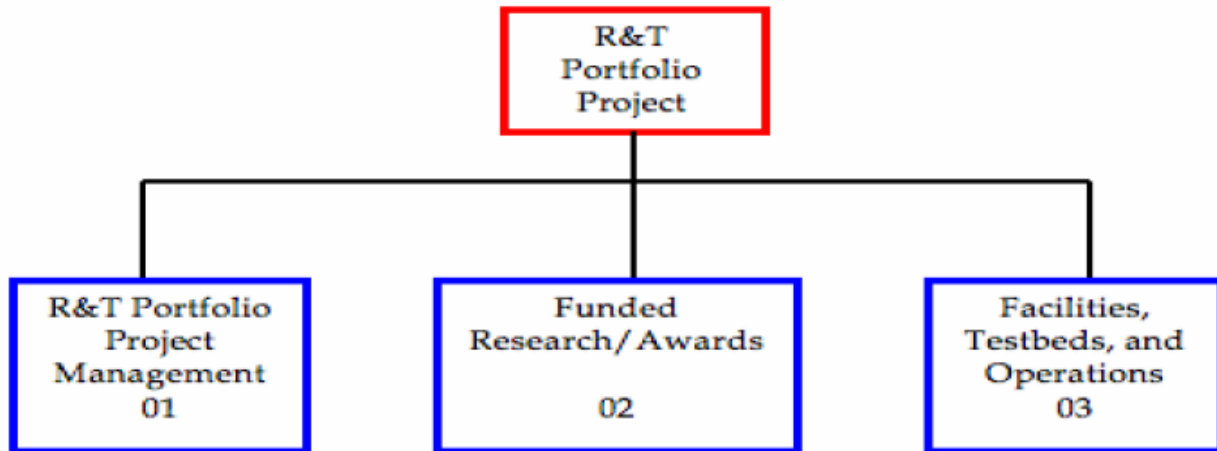 R&T
Portfolio
Project
R&T Portfolio
Project
Management
01
Funded
Research/Awards
02
Facilities,
Testbeds, and
Operations
03